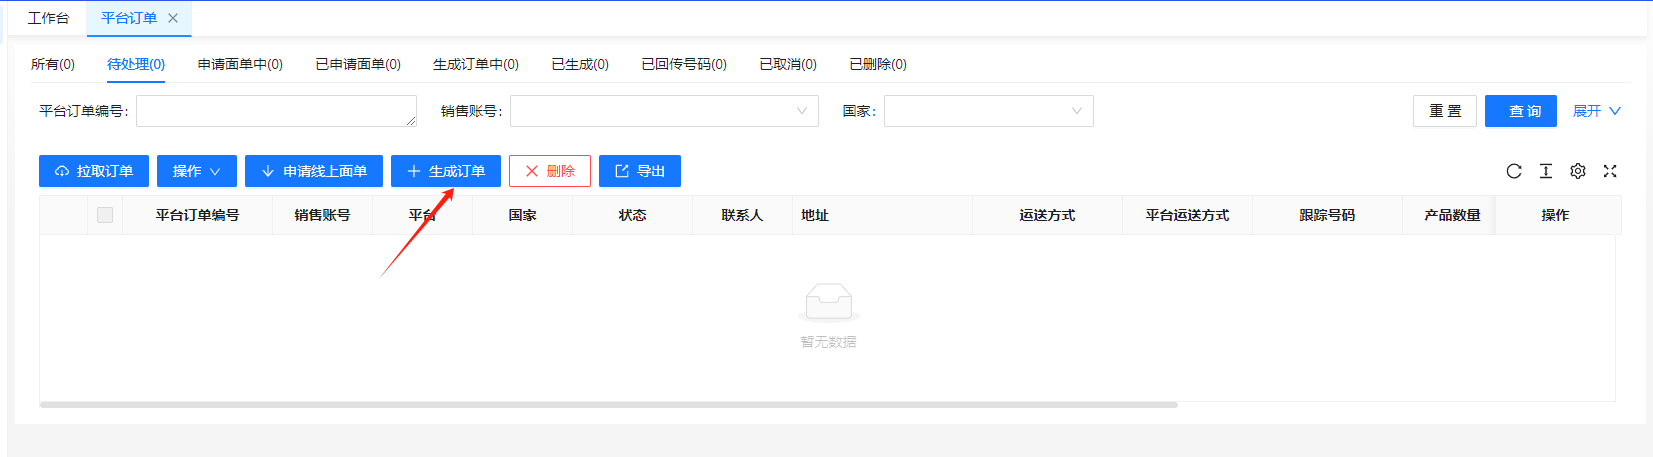 工作台 平台订单
所有(0) 待处理(0) 申请面单中(0) 已申请面单(0) 生成订单中(0) 已生成(0) 已回传号码(0) 已取消(0) 已删除(0)
平台订单编号: 销售账号: 国家: 重置 查询 展开
拉取订单 操作 申请线上面单 生成订单 删除 导出
平台订单编号 销售账号 平台 国家 状态 联系人 地址 运送方式 平台运送方式 跟踪号码 产品数量 操作
暂无数据